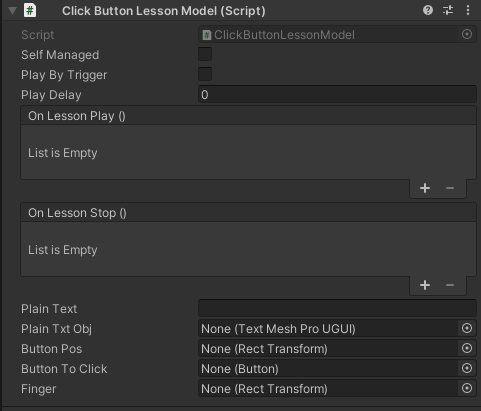 Click Button Lesson Model (Script)
Script ClickButtonLessonModel
Self Managed
Play By Trigger
Play Delay 0
On Lesson Play ()
List is Empty
+ −
On Lesson Stop ()
List is Empty
+ −
Plain Text
Plain Txt Obj None (Text Mesh Pro UGUI)
Button Pos None (Rect Transform)
Button To Click None (Button)
Finger None (Rect Transform)